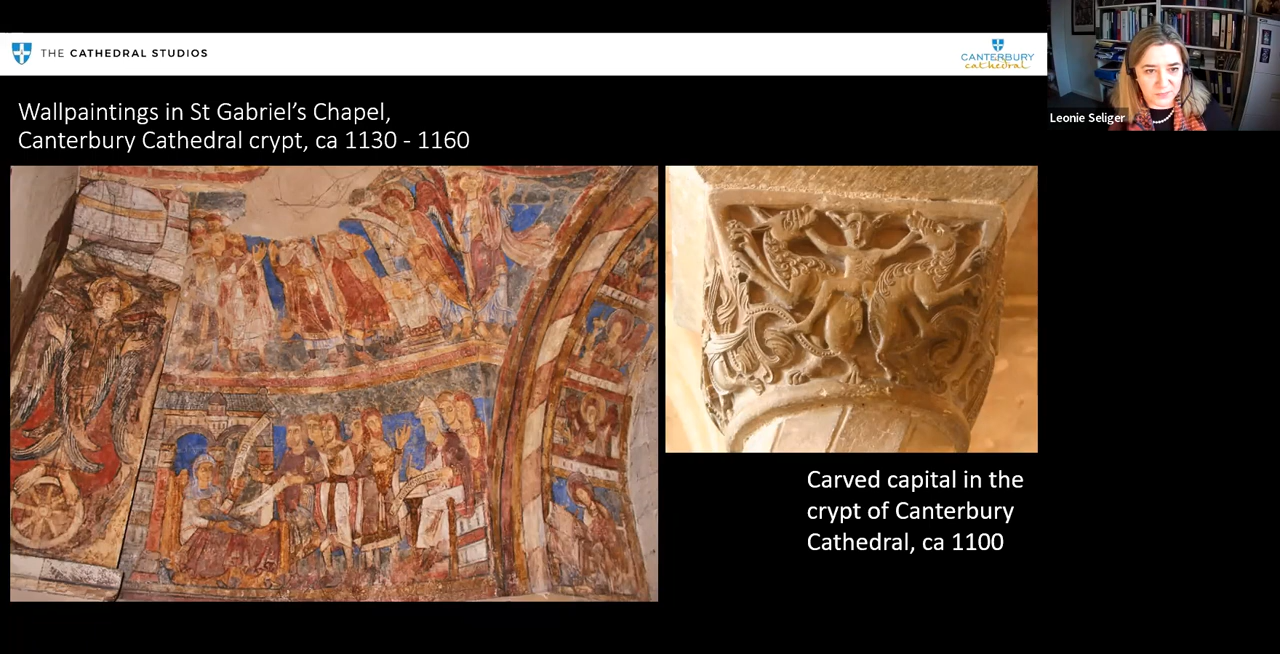 THE CATHEDRAL STUDIOS
CANTERBURY
cathedral
Leonie Seliger
Wallpaintings in St Gabriel's Chapel,
Canterbury Cathedral crypt, ca 1130 - 1160
Carved capital in the
crypt of Canterbury
Cathedral, ca 1100